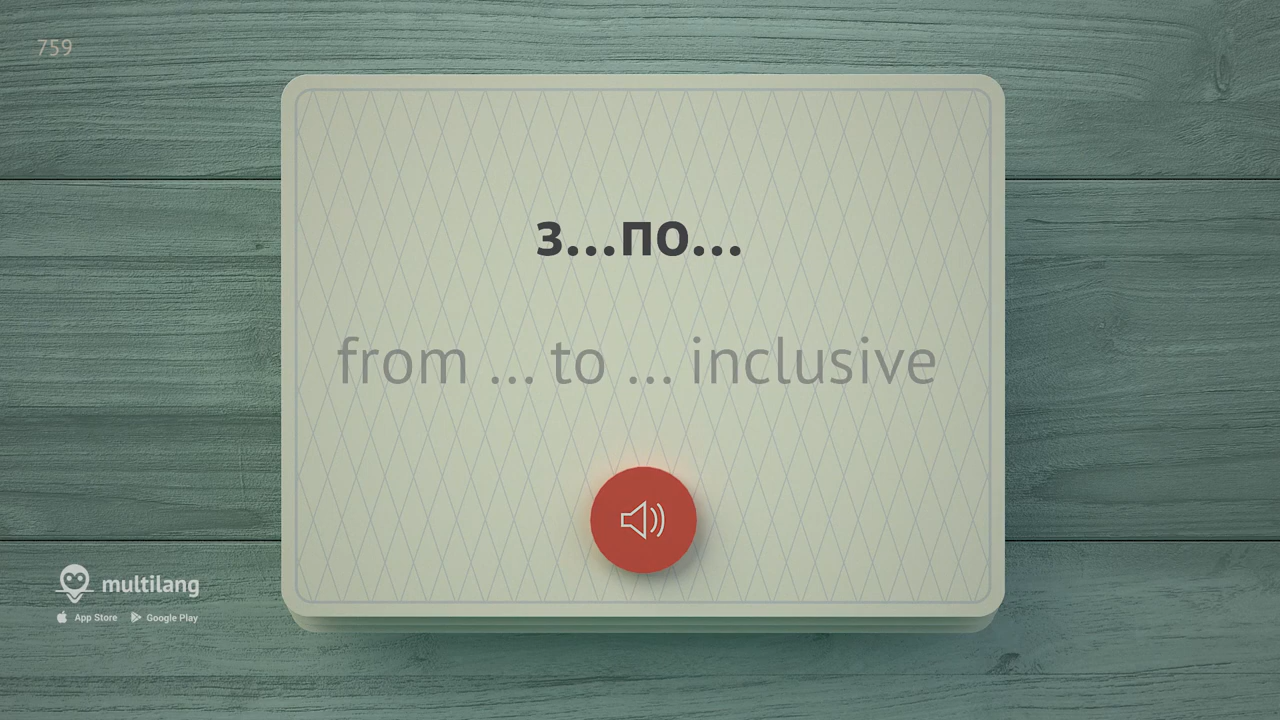 759
з...по...
from ... to ... inclusive
multilang
App Store
Google Play